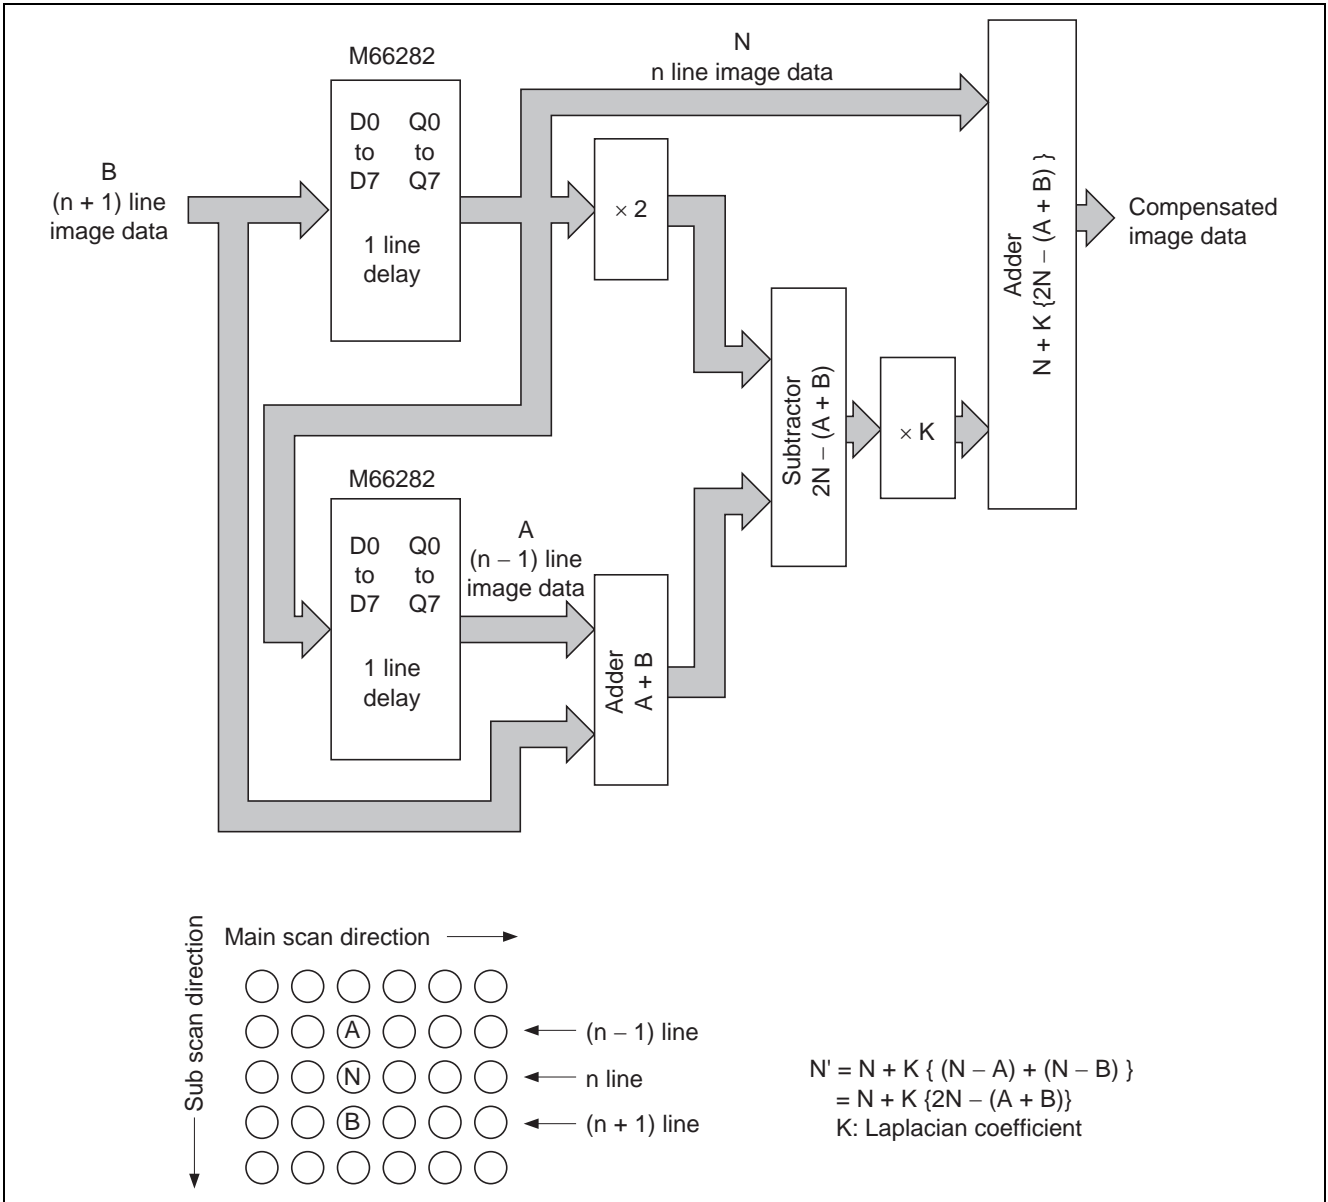 M66282
N
n line image data
D0 Q0
to to
D7 Q7
1 line
delay
B
(n + 1) line
image data
× 2
Adder
N + K {2N – (A + B) }
Compensated
image data
Subtractor
2N – (A + B)
× K
M66282
D0 Q0
to to
D7 Q7
1 line
delay
A
(n – 1) line
image data
Adder
A + B
Sub scan direction
Main scan direction
A
(n – 1) line
N
n line
B
(n + 1) line
N' = N + K { (N – A) + (N – B) }
= N + K {2N – (A + B)}
K: Laplacian coefficient